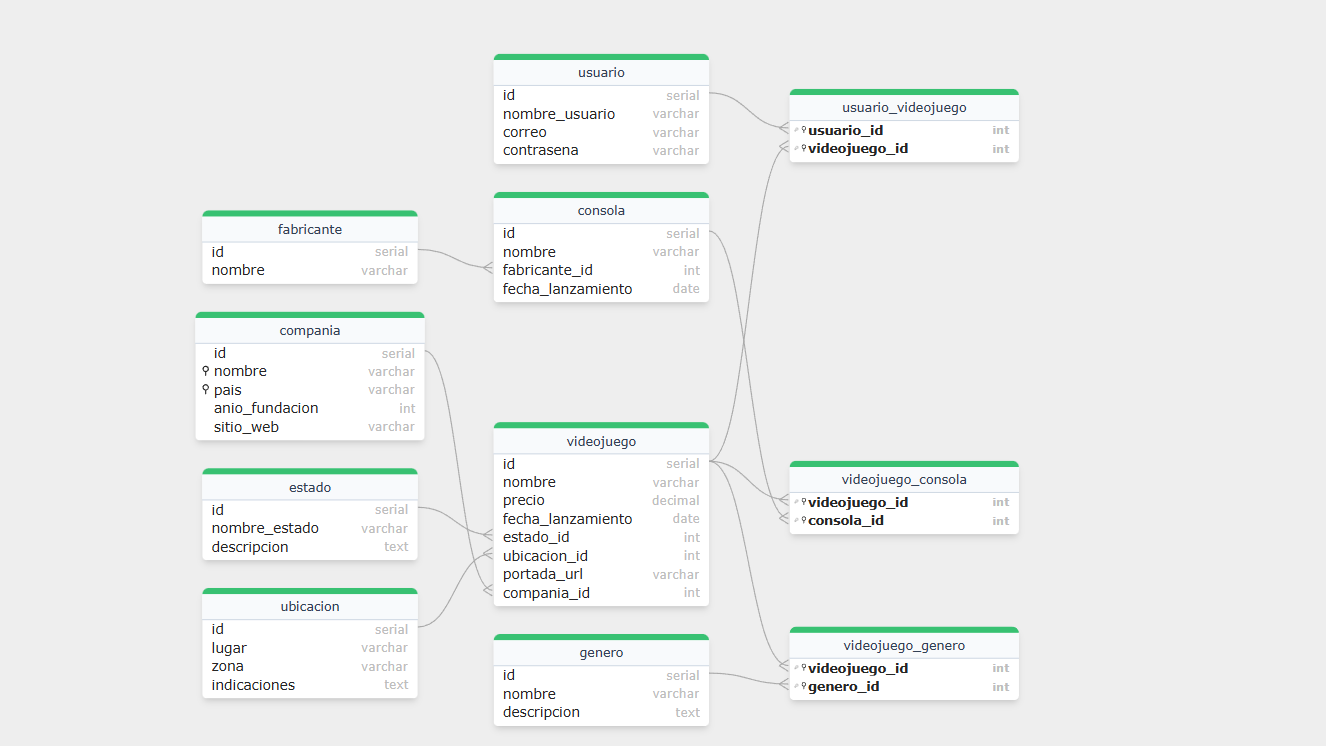 usuario
id serial
nombre_usuario varchar
correo varchar
contrasena varchar
usuario_videojuego
usuario_id int
videojuego_id int
consola
id serial
nombre varchar
fabricante_id int
fecha_lanzamiento date
fabricante
id serial
nombre varchar
compania
id serial
nombre varchar
pais varchar
anio_fundacion int
sitio_web varchar
videojuego
id serial
nombre varchar
precio decimal
fecha_lanzamiento date
estado_id int
ubicacion_id int
portada_url varchar
compania_id int
videojuego_consola
videojuego_id int
consola_id int
estado
id serial
nombre_estado varchar
descripcion text
ubicacion
id serial
lugar varchar
zona varchar
indicaciones text
genero
id serial
nombre varchar
descripcion text
videojuego_genero
videojuego_id int
genero_id int